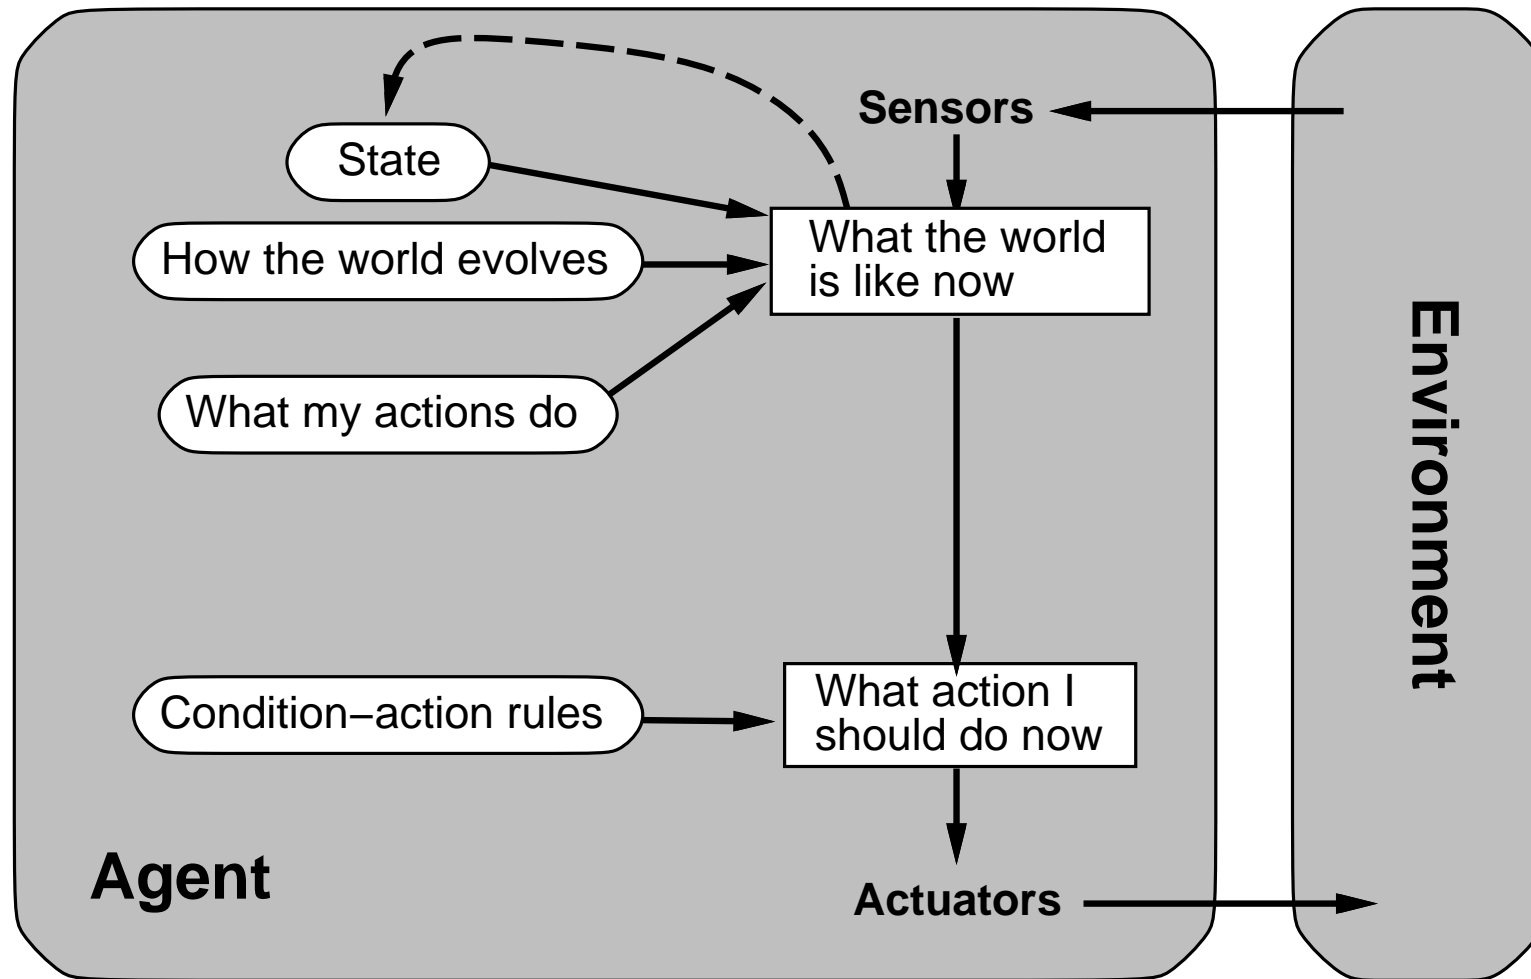 Sensors
State
What the world
is like now
How the world evolves
What my actions do
Environment
Condition−action rules
What action I
should do now
Agent
Actuators